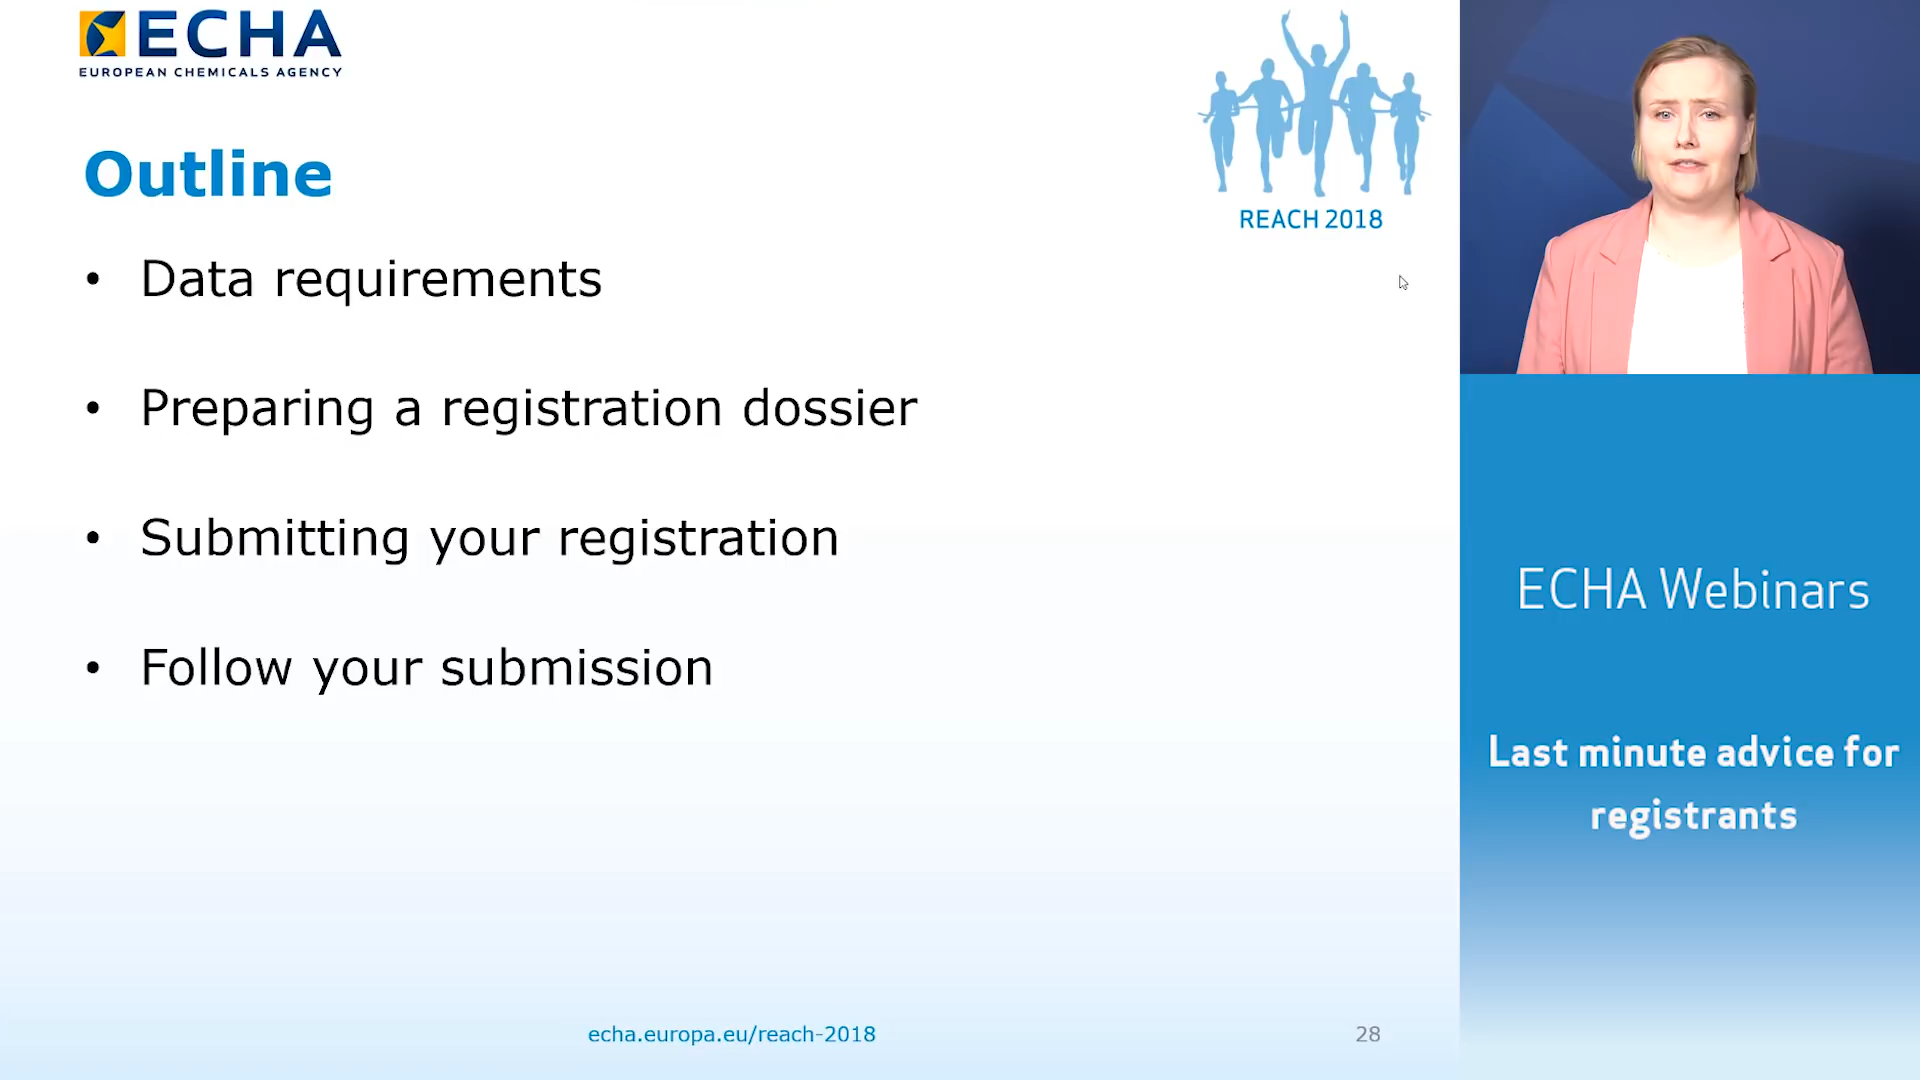 ECHA
EUROPEAN CHEMICALS AGENCY
REACH 2018
Outline
• Data requirements
• Preparing a registration dossier
• Submitting your registration
• Follow your submission
echa.europa.eu/reach-2018
28
ECHA Webinars
Last minute advice for
registrants